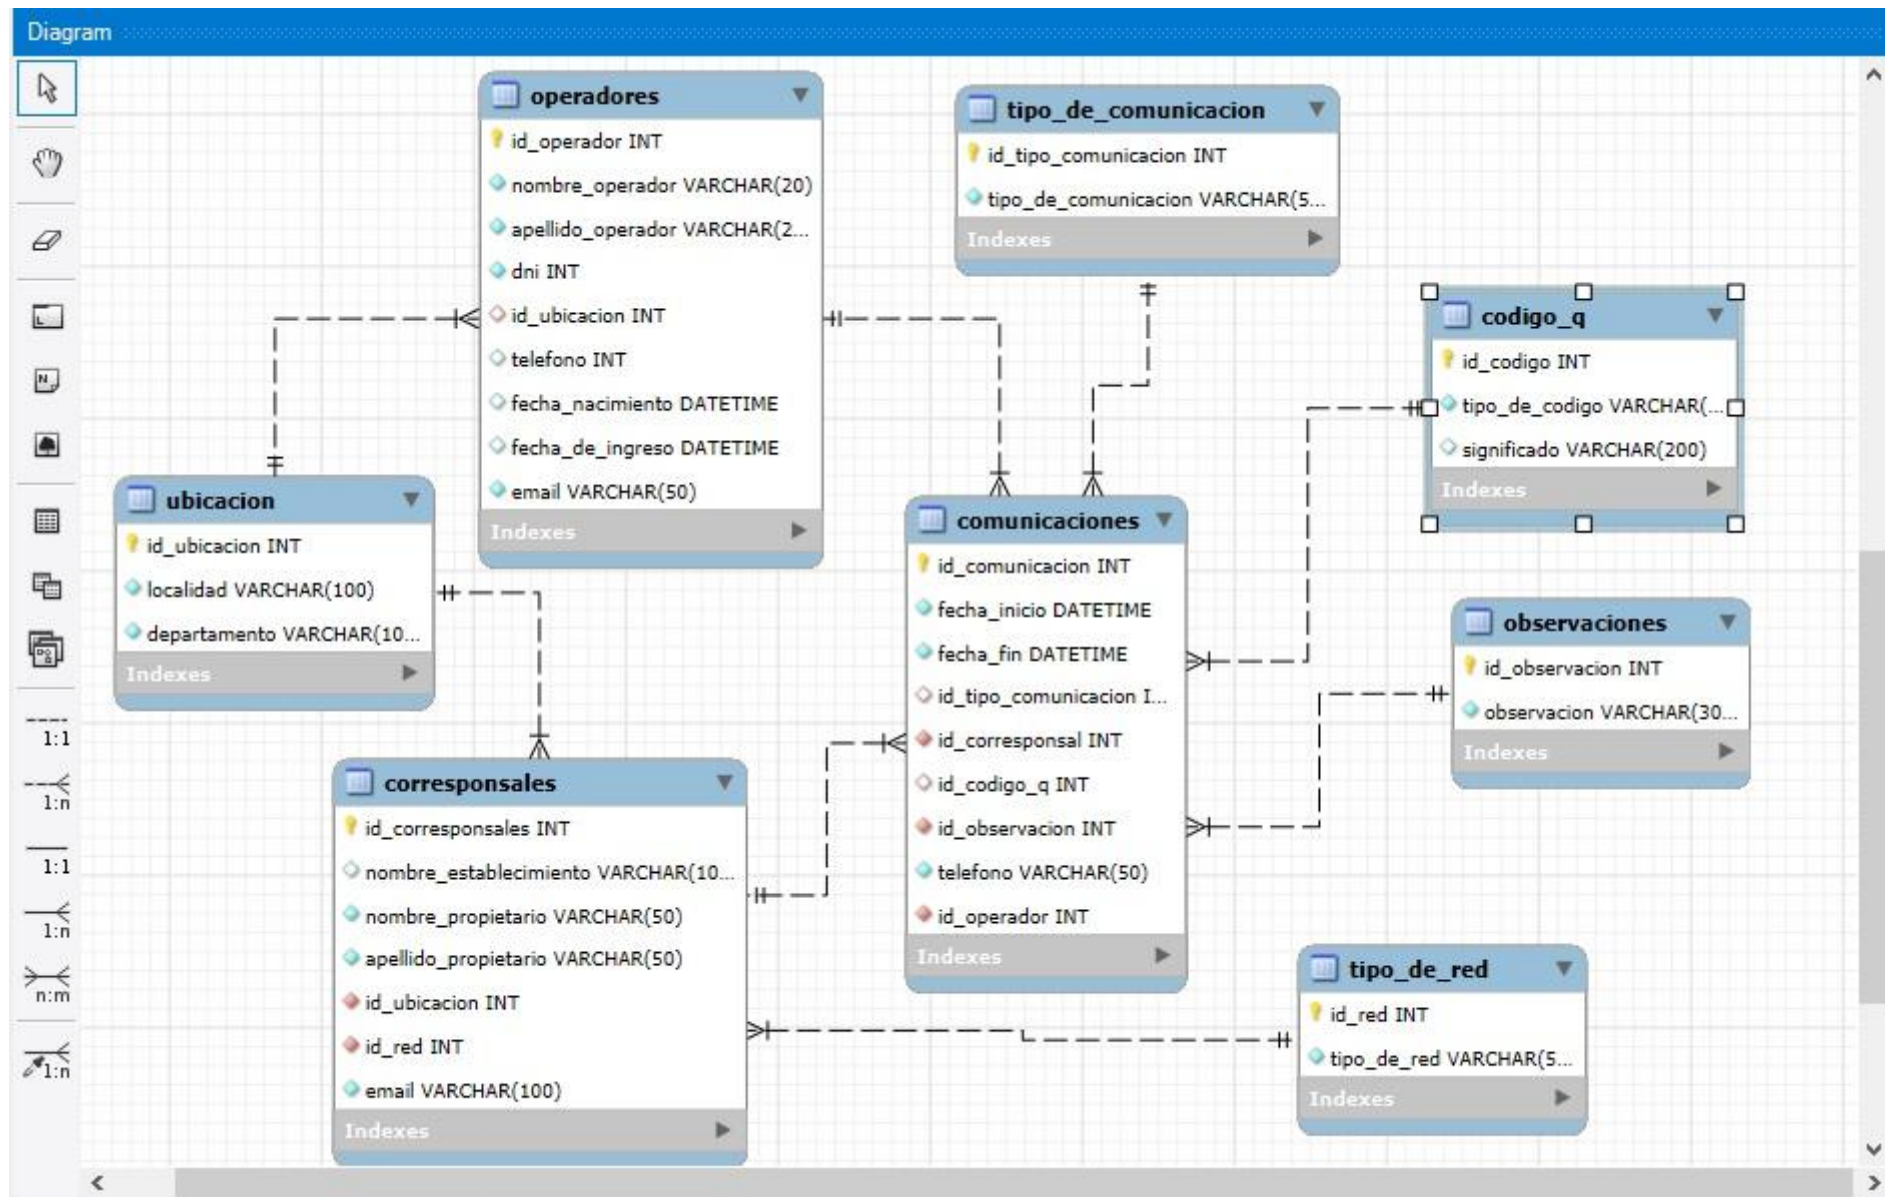 Diagram
operadores
id_operador INT
nombre_operador VARCHAR(20)
apellido_operador VARCHAR(2...
dni INT
id_ubicacion INT
telefono INT
fecha_nacimiento DATETIME
fecha_de_ingreso DATETIME
email VARCHAR(50)
Indexes
tipo_de_comunicacion
id_tipo_comunicacion INT
tipo_de_comunicacion VARCHAR(5...
Indexes
codigo_q
id_codigo INT
tipo_de_codigo VARCHAR(...
significado VARCHAR(200)
Indexes
ubicacion
id_ubicacion INT
localidad VARCHAR(100)
departamento VARCHAR(10...
Indexes
comunicaciones
id_comunicacion INT
fecha_inicio DATETIME
fecha_fin DATETIME
id_tipo_comunicacion I...
id_corresponsal INT
id_codigo_q INT
id_observacion INT
telefono VARCHAR(50)
id_operador INT
Indexes
observaciones
id_observacion INT
observacion VARCHAR(30...
Indexes
corresponsales
id_corresponsales INT
nombre_establecimiento VARCHAR(10...
nombre_propietario VARCHAR(50)
apellido_propietario VARCHAR(50)
id_ubicacion INT
id_red INT
email VARCHAR(100)
Indexes
tipo_de_red
id_red INT
tipo_de_red VARCHAR(5...
Indexes
1:1
1:n
1:1
1:n
n:m
1:n